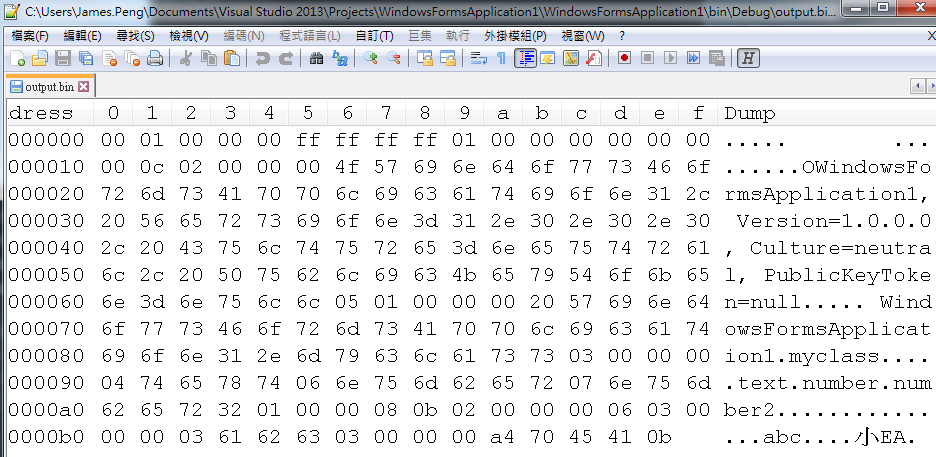 C:\Users\James.Peng\Documents\Visual Studio 2013\Projects\WindowsFormsApplication1\WindowsFormsApplication1\bin\Debug\output.bi...
檔案(F) 編輯(E) 尋找(S) 檢視(V) 編碼(N) 程式語言(L) 自訂(T) 巨集 執行 外掛模組(P) 視窗(W) ? X
output.bin
dress 0 1 2 3 4 5 6 7 8 9 a b c d e f Dump
000000 00 01 00 00 00 ff ff ff ff 01 00 00 00 00 00 00 ..... ...
000010 00 0c 02 00 00 00 4f 57 69 6e 64 6f 77 73 46 6f ......OWindowsFo
000020 72 6d 73 41 70 70 6c 69 63 61 74 69 6f 6e 31 2c rmsApplication1,
000030 20 56 65 72 73 69 6f 6e 3d 31 2e 30 2e 30 2e 30 Version=1.0.0.0
000040 2c 20 43 75 6c 74 75 72 65 3d 6e 65 75 74 72 61 , Culture=neutra
000050 6c 2c 20 50 75 62 6c 69 63 4b 65 79 54 6f 6b 65 l, PublicKeyToke
000060 6e 3d 6e 75 6c 6c 05 01 00 00 00 20 57 69 6e 64 n=null..... Wind
000070 6f 77 73 46 6f 72 6d 73 41 70 70 6c 69 63 61 74 owsFormsApplicat
000080 69 6f 6e 31 2e 6d 79 63 6c 61 73 73 03 00 00 00 ion1.myclass....
000090 04 74 65 78 74 06 6e 75 6d 62 65 72 07 6e 75 6d .text.number.num
0000a0 62 65 72 32 01 00 00 08 0b 02 00 00 00 06 03 00 ber2............
0000b0 00 00 03 61 62 63 03 00 00 00 a4 70 45 41 0b ...abc....小EA.